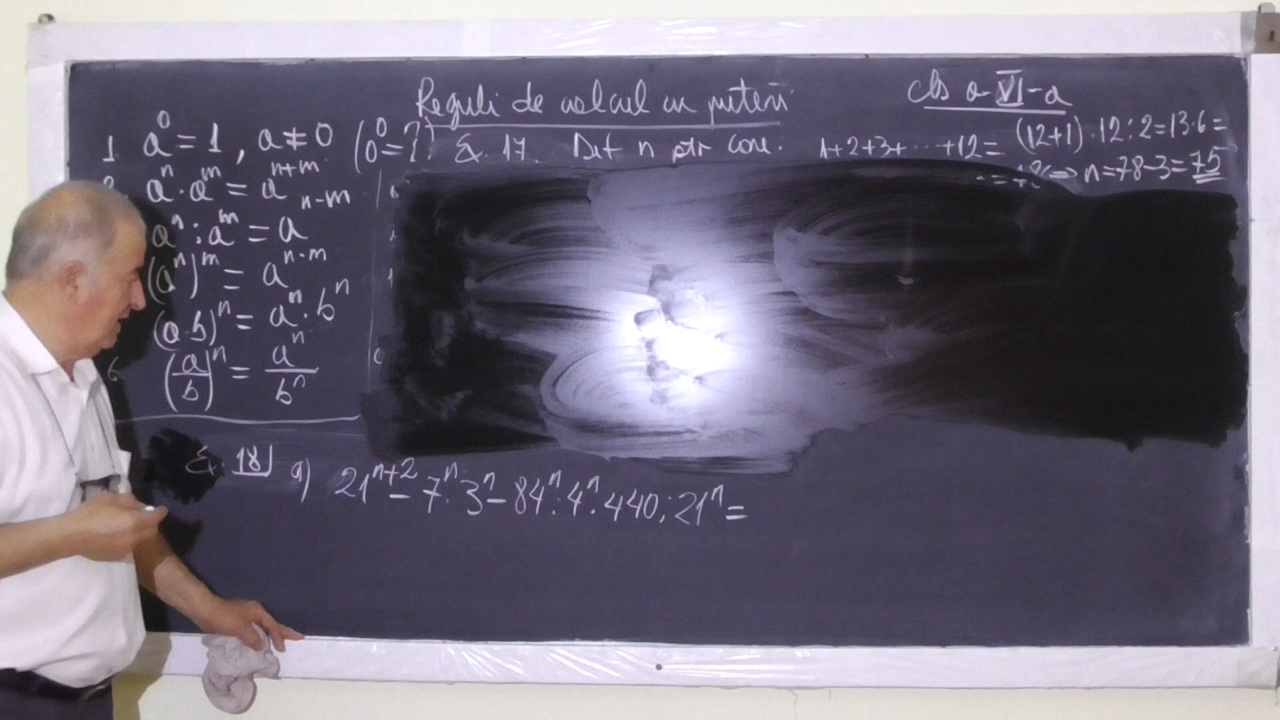 Reguli de calcul cu puteri
cls a-VI-a
1. a⁰ = 1, a ≠ 0 (0⁰ = ?)
aⁿ · aᵐ = aⁿ⁺ᵐ
aⁿ : aᵐ = aⁿ⁻ᵐ
(aⁿ)ᵐ = aⁿ·ᵐ
(a·b)ⁿ = aⁿ · bⁿ
6. (a/b)ⁿ = aⁿ/bⁿ
Ex. 17. Det n ptr care:
1+2+3+...+12= (12+1)·12:2=13·6=
⇔ n=78-3=75
Ex. 18 a) 21ⁿ⁺² - 7ⁿ · 3ⁿ - 84ⁿ : 4ⁿ · 440 : 21ⁿ =